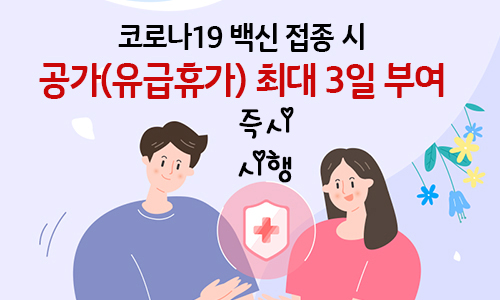 코로나19 백신 접종 시
공가(유급휴가) 최대 3일 부여
즉시
시행